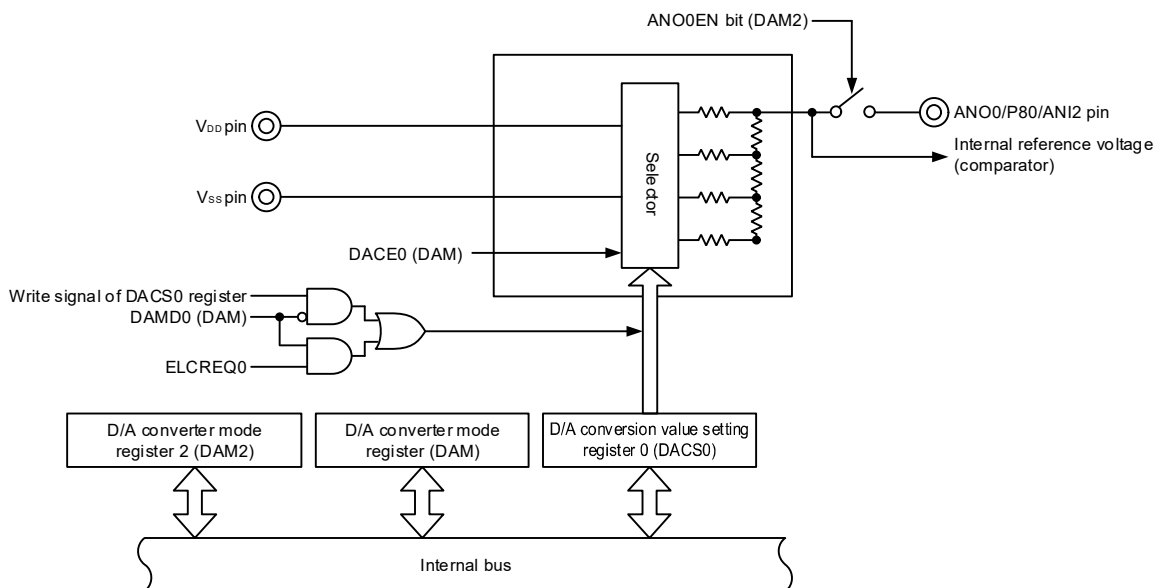 ANO0EN bit (DAM2)
VDD pin
ANO0/P80/ANI2 pin
Internal reference voltage
(comparator)
Selector
VSS pin
DACE0 (DAM)
Write signal of DACS0 register
DAMD0 (DAM)
ELCREQ0
D/A converter mode
register 2 (DAM2)
D/A converter mode
register (DAM)
D/A conversion value setting
register 0 (DACS0)
Internal bus